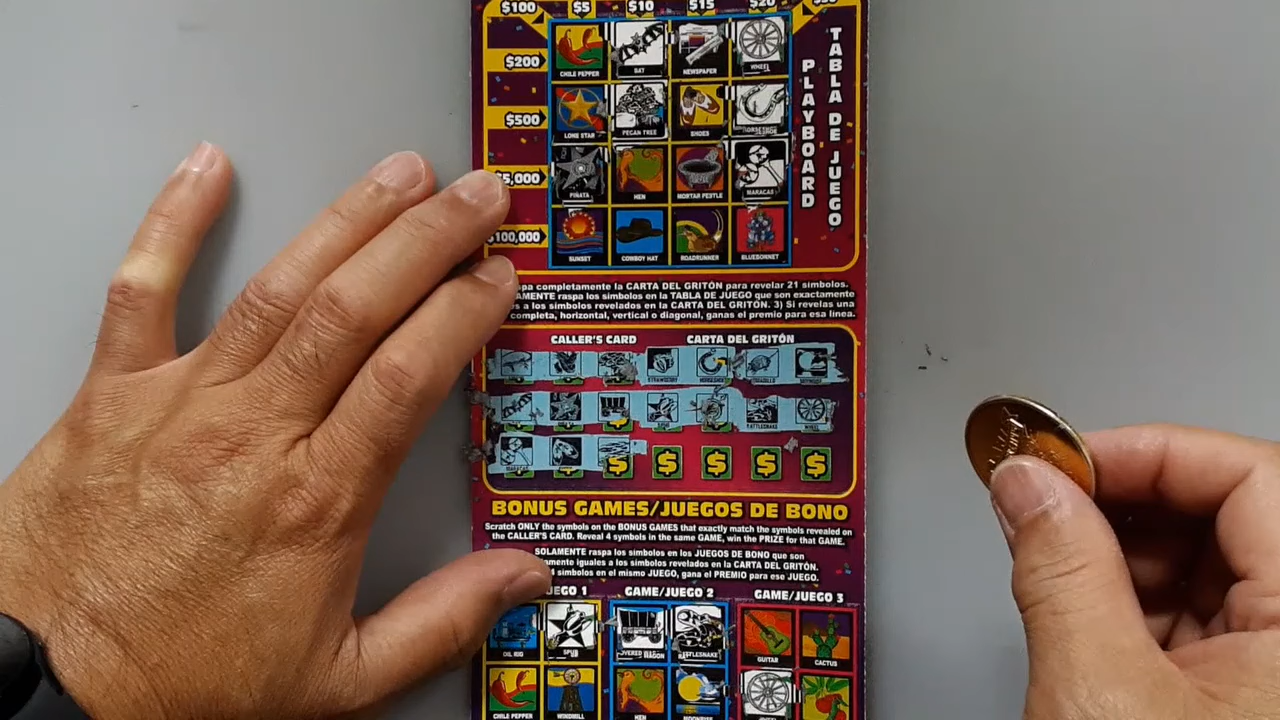 $100 $5 $10 $15 $20
$200
CHILE PEPPER BAT NEWSPAPER WHEEL
$500
LONE STAR PECAN TREE SHOES
PIÑATA HEN MORTAR PESTLE MARACAS
$100,000
SUNSET COWBOY HAT ROADRUNNER BLUEBONNET
PLAYBOARD
TABLA DE JUEGO
completamente la CARTA DEL GRITÓN para revelar 21 símbolos.
raspa los símbolos en la TABLA DE JUEGO que son exactamente
a los símbolos revelados en la CARTA DEL GRITÓN. 3) Si revelas una
completa, horizontal, vertical o diagonal, ganas el premio para esa línea.
CALLER'S CARD CARTA DEL GRITÓN
STRAWBERRY
RATTLESNAKE WHEEL
MARACAS
$ $ $ $ $
BONUS GAMES/JUEGOS DE BONO
Scratch ONLY the symbols on the BONUS GAMES that exactly match the symbols revealed on
the CALLER'S CARD. Reveal 4 symbols in the same GAME, win the PRIZE for that GAME.
SOLAMENTE raspa los símbolos en los JUEGOS DE BONO que son
iguales a los símbolos revelados en la CARTA DEL GRITÓN.
4 símbolos en el mismo JUEGO, gana el PREMIO para ese JUEGO.
1 GAME/JUEGO 2 GAME/JUEGO 3
OIL RIG SPUR GUITAR CACTUS
CHILE PEPPER WINDMILL HEN MOONRISE